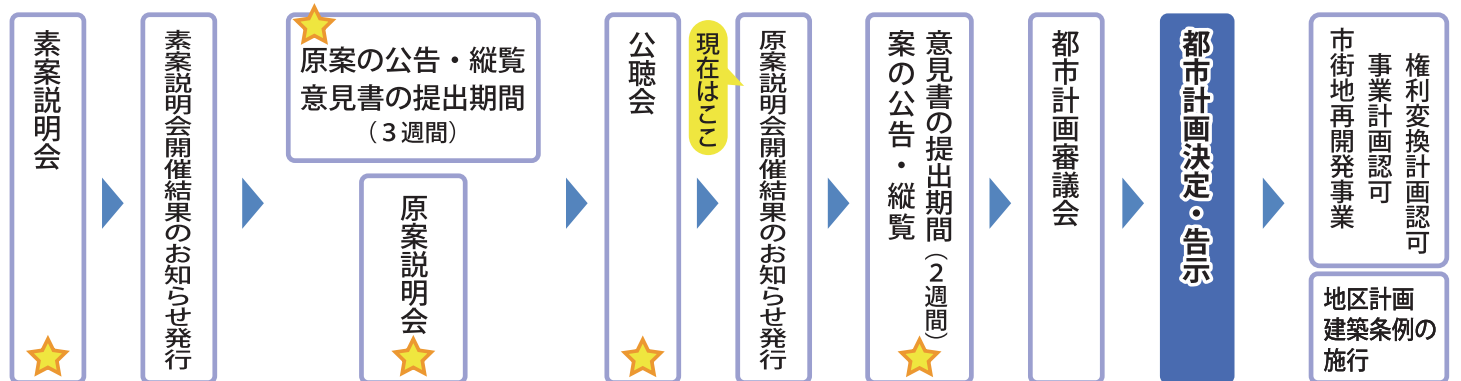 素案説明会
素案説明会開催結果のお知らせ発行
原案の公告・縦覧
意見書の提出期間
（３週間）
原案説明会
公聴会
現在はここ
原案説明会開催結果のお知らせ発行
意見書の提出期間（２週間）
案の公告・縦覧
都市計画審議会
都市計画決定・告示
権利変換計画認可
事業計画認可
市街地再開発事業
地区計画
建築条例の
施行